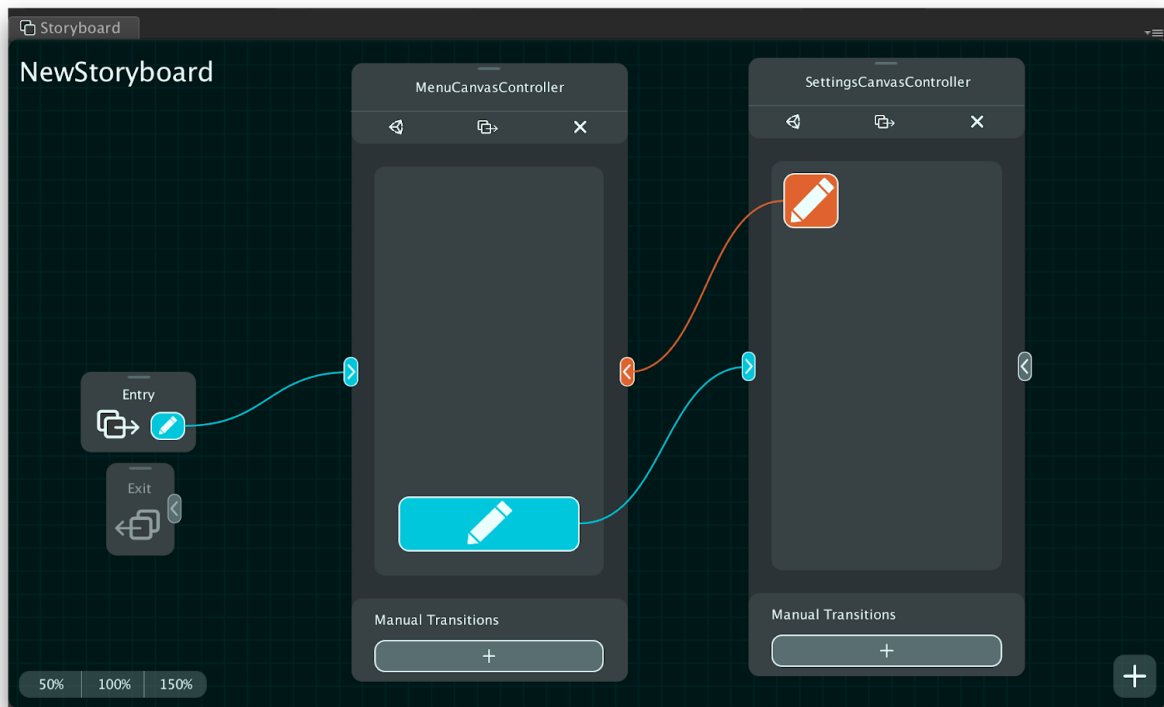 Storyboard
NewStoryboard
MenuCanvasController
SettingsCanvasController
Entry
Exit
Manual Transitions
+
Manual Transitions
+
50%
100%
150%
+